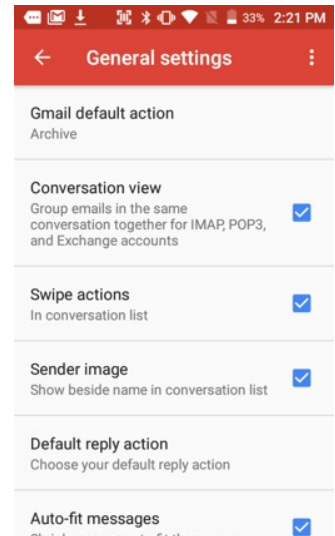 33% 2:21 PM
General settings
Gmail default action
Archive
Conversation view
Group emails in the same
conversation together for IMAP, POP3,
and Exchange accounts
Swipe actions
In conversation list
Sender image
Show beside name in conversation list
Default reply action
Choose your default reply action
Auto-fit messages